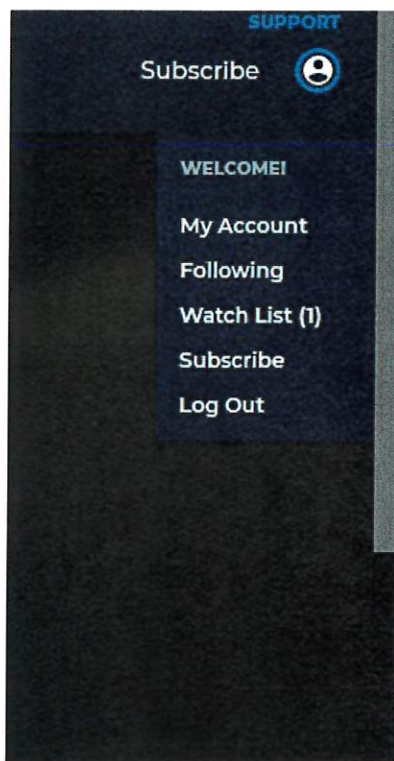 SUPPORT
Subscribe
WELCOME!
My Account
Following
Watch List (1)
Subscribe
Log Out